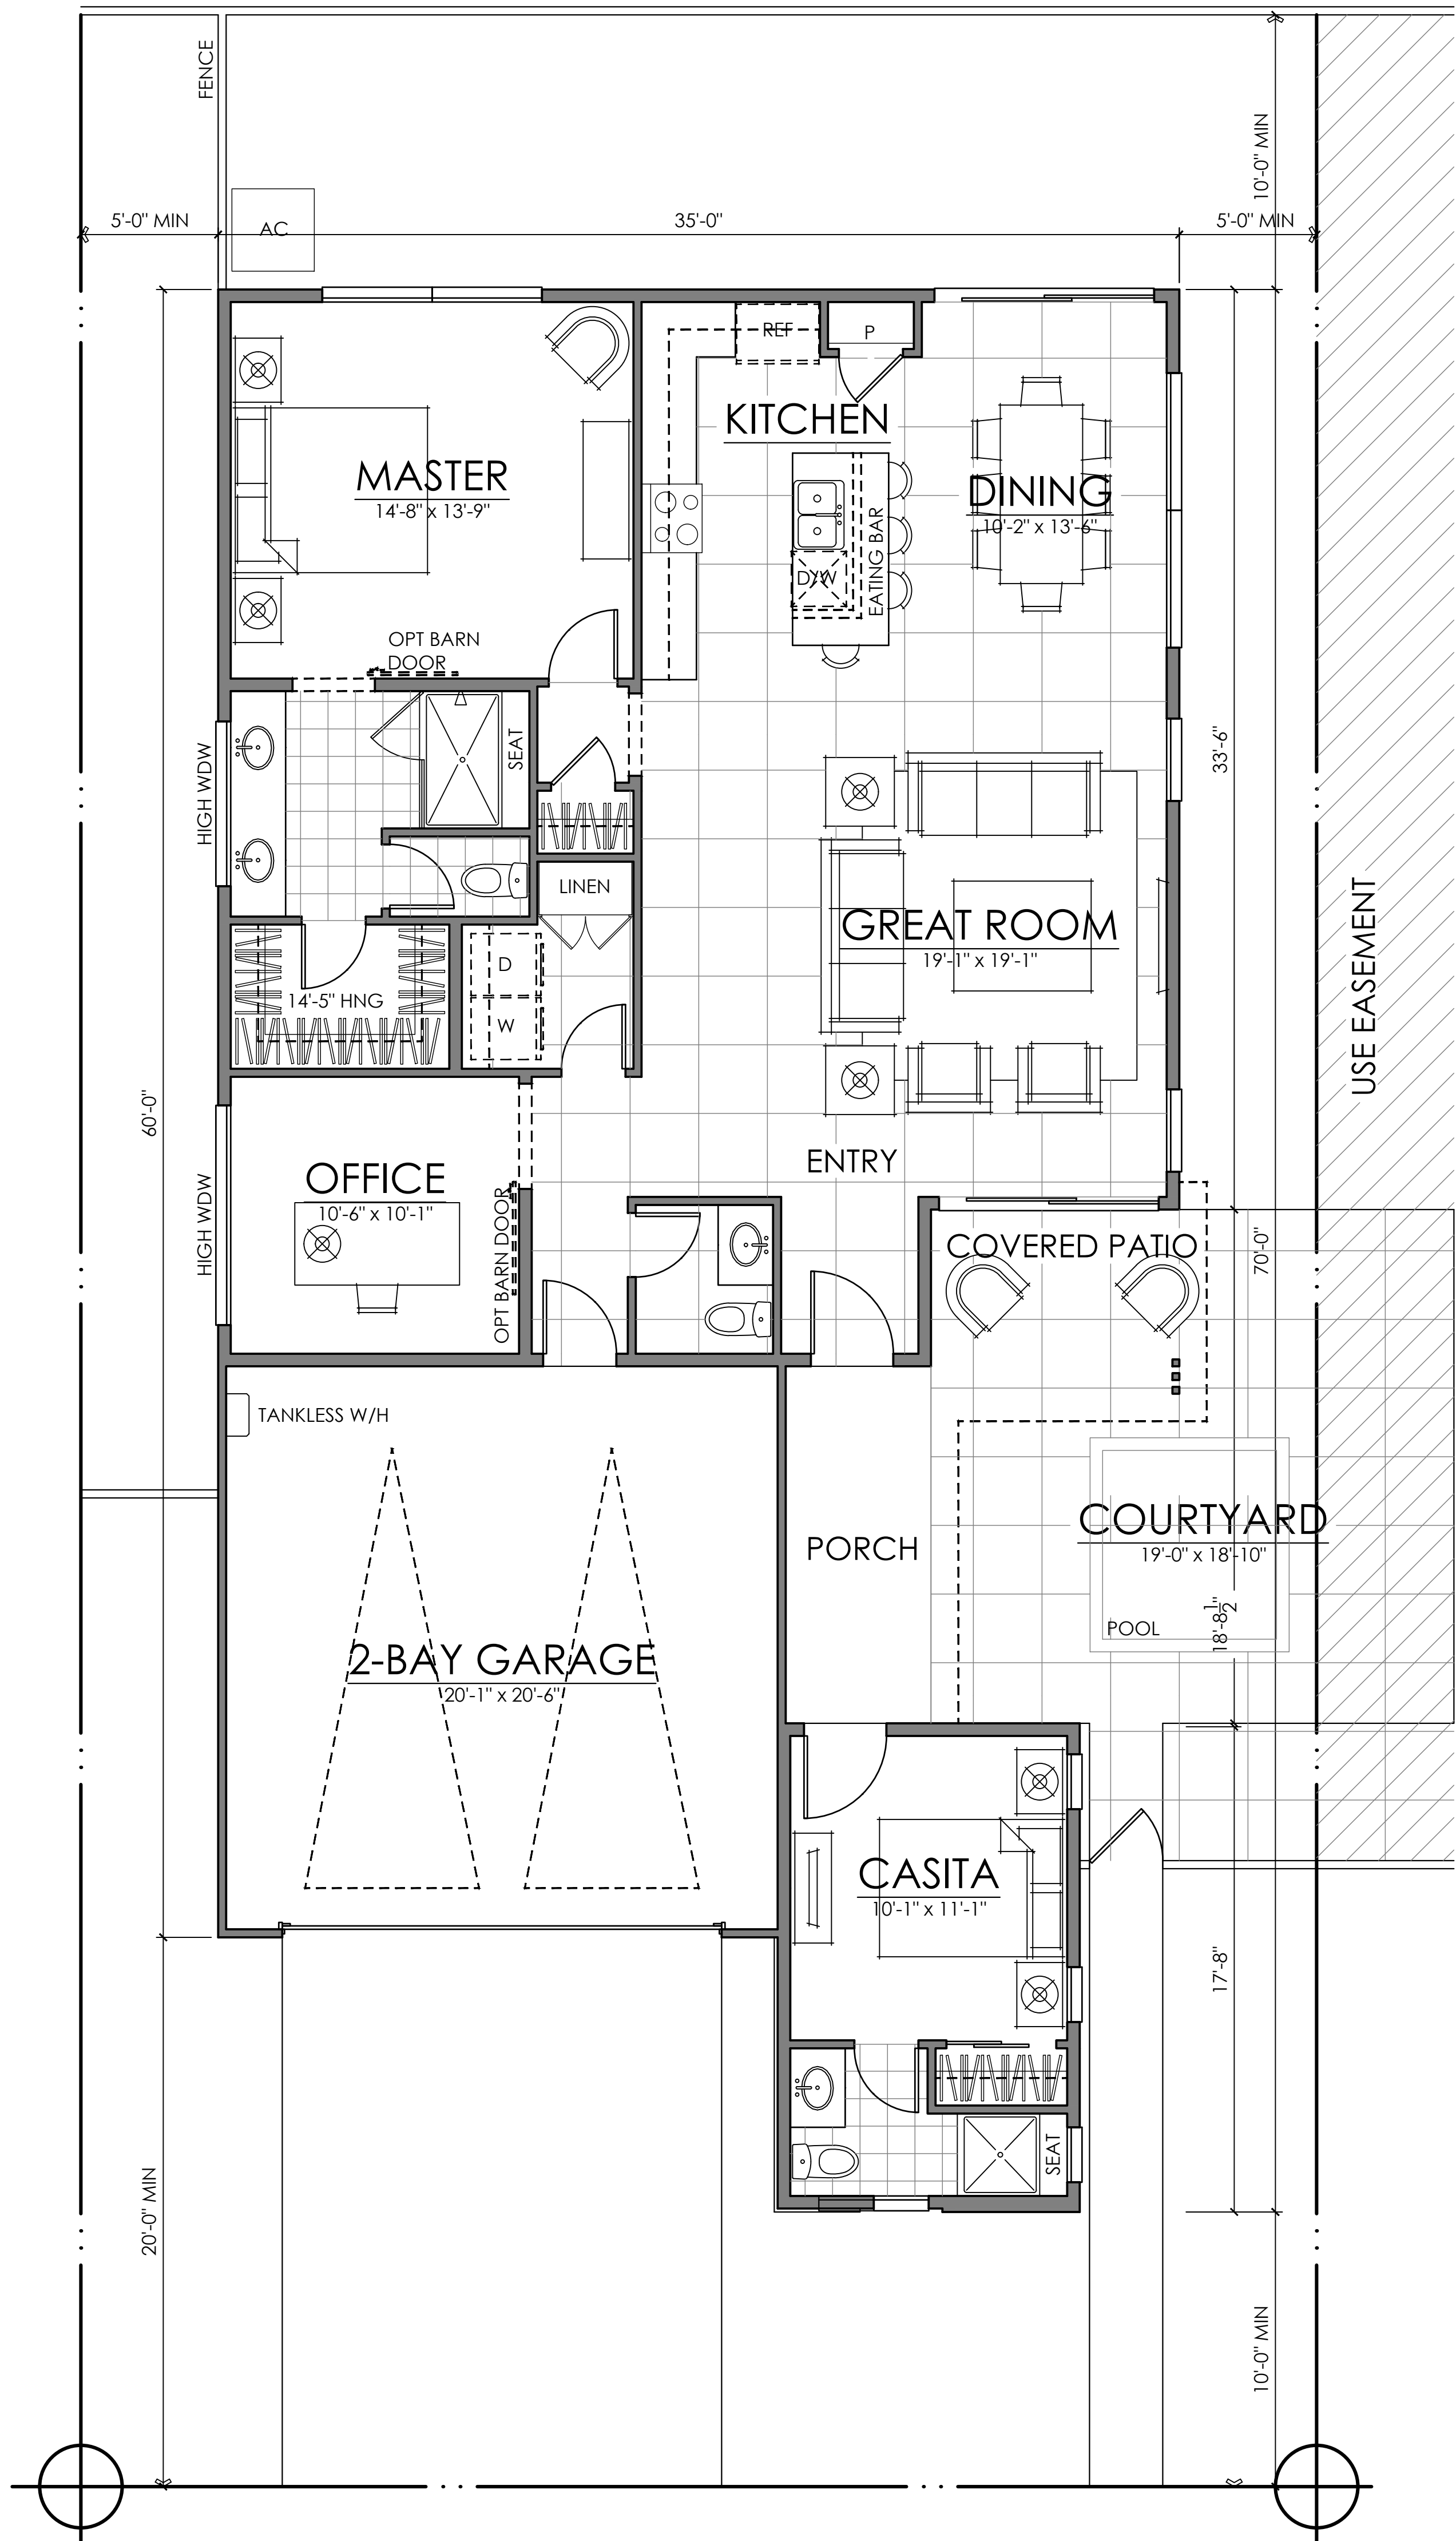 FENCE
10'-0" MIN
5'-0" MIN
35'-0"
5'-0" MIN
AC
REF
P
KITCHEN
MASTER
14'-8" x 13'-9"
DINING
10'-2" x 13'-6"
EATING BAR
D/W
OPT BARN
DOOR
SEAT
HIGH WDW
33'-6"
LINEN
GREAT ROOM
19'-1" x 19'-1"
USE EASEMENT
D
14'-5" HNG
W
60'-0"
ENTRY
OFFICE
10'-6" x 10'-1"
HIGH WDW
OPT BARN DOOR
COVERED PATIO
70'-0"
TANKLESS W/H
COURTYARD
19'-0" x 18'-10"
PORCH
18'-8 1/2"
POOL
2-BAY GARAGE
20'-1" x 20'-6"
CASITA
10'-1" x 11'-1"
17'-8"
SEAT
20'-0" MIN
10'-0" MIN